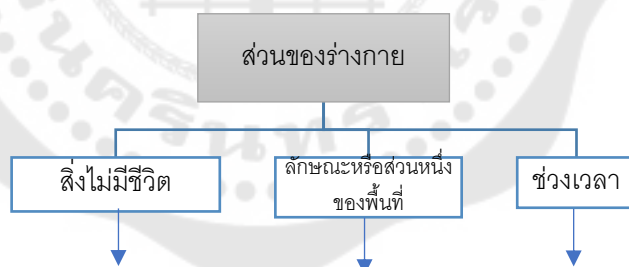 ส่วนของร่างกาย
สิ่งไม่มีชีวิต
ลักษณะหรือส่วนหนึ่ง
ของพื้นที่
ช่วงเวลา